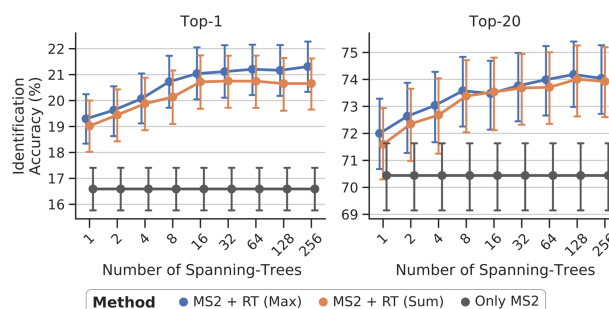 Top-1
Top-20
Identification
Accuracy (%)
22
21
20
19
18
17
16
75
74
73
72
71
70
69
1 2 4 8 16 32 64 128 256
1 2 4 8 16 32 64 128 256
Number of Spanning-Trees
Number of Spanning-Trees
Method MS2 + RT (Max) MS2 + RT (Sum) Only MS2